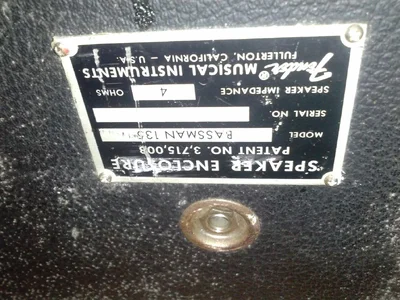 SPEAKER ENCLOSURE
PATENT NO. 3,715,008
MODEL BASSMAN 135
SERIAL NO.
SPEAKER IMPEDANCE 4 OHMS
Fender® MUSICAL INSTRUMENTS
FULLERTON, CALIFORNIA - U.S.A.